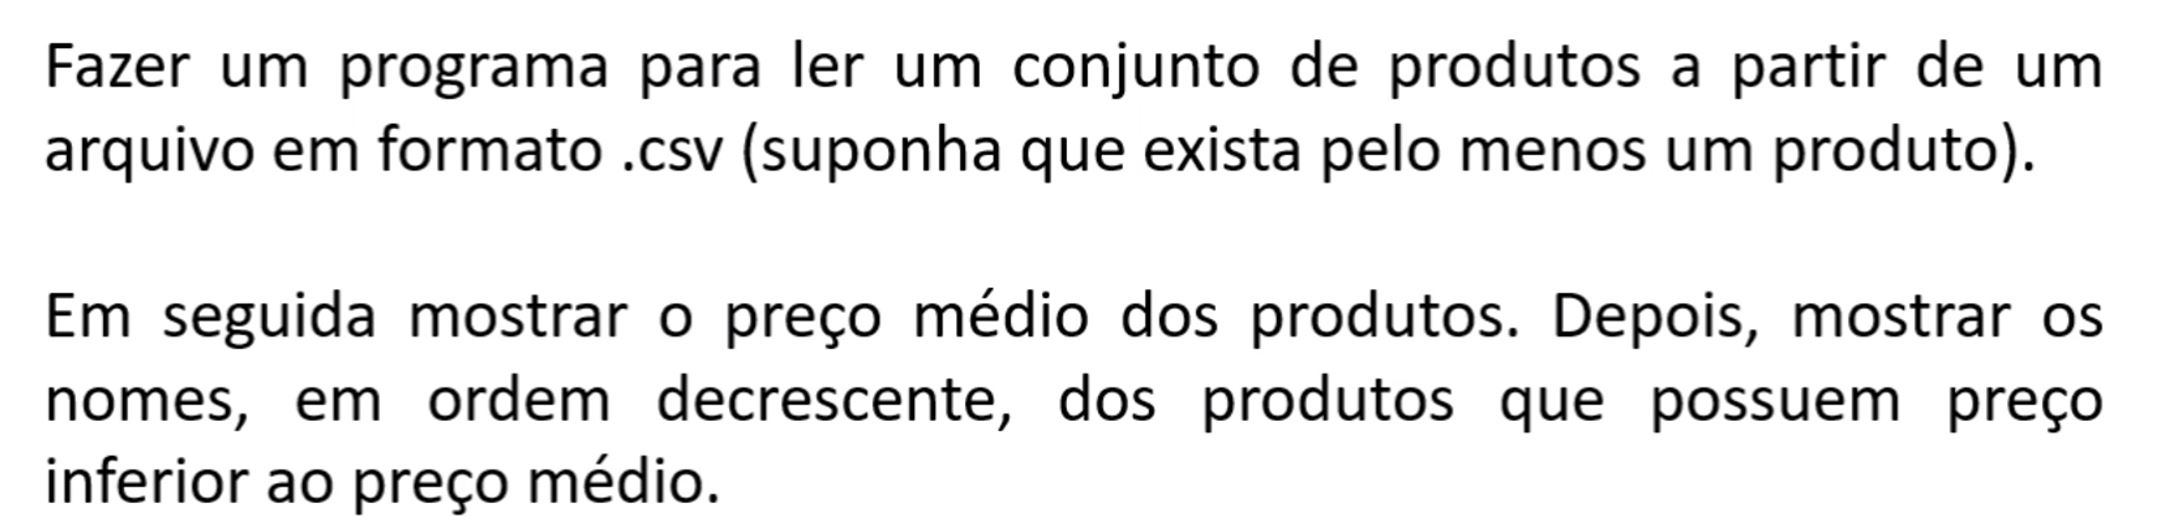 Fazer um programa para ler um conjunto de produtos a partir de um
arquivo em formato .csv (suponha que exista pelo menos um produto).
Em seguida mostrar o preço médio dos produtos. Depois, mostrar os
nomes, em ordem decrescente, dos produtos que possuem preço
inferior ao preço médio.